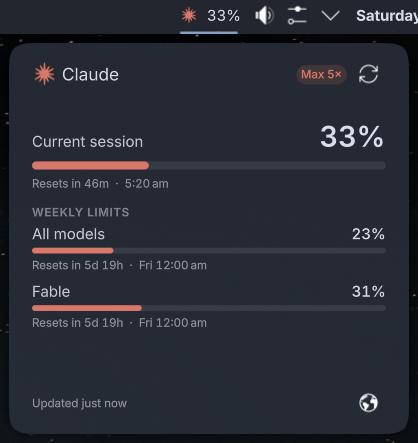 33%
Saturday
Claude
Max 5×
Current session
33%
Resets in 46m · 5:20 am
WEEKLY LIMITS
All models
23%
Resets in 5d 19h · Fri 12:00 am
Fable
31%
Resets in 5d 19h · Fri 12:00 am
Updated just now